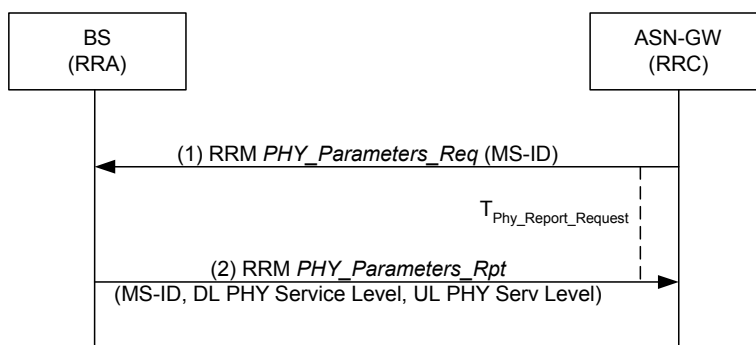 BS
(RRA)
ASN-GW
(RRC)
(1) RRM PHY_Parameters_Req (MS-ID)
T_Phy_Report_Request
(2) RRM PHY_Parameters_Rpt
(MS-ID, DL PHY Service Level, UL PHY Serv Level)